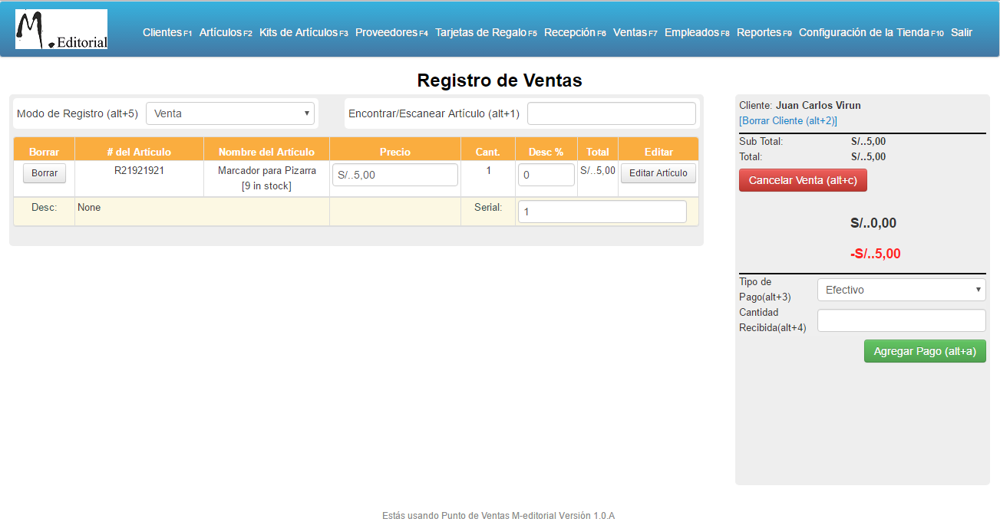 M.Editorial
Clientes F1 Artículos F2 Kits de Artículos F3 Proveedores F4 Tarjetas de Regalo F5 Recepción F6 Ventas F7 Empleados F8 Reportes F9 Configuración de la Tienda F10 Salir
Registro de Ventas
Modo de Registro (alt+5) Venta Encontrar/Escanear Artículo (alt+1)
Borrar # del Artículo Nombre del Artículo Precio Cant. Desc % Total Editar
Borrar R21921921 Marcador para Pizarra S/..5,00 1 0 S/..5,00 Editar Artículo
[9 in stock]
Desc: None Serial: 1
Cliente: Juan Carlos Virun
[Borrar Cliente (alt+2)]
Sub Total: S/..5,00
Total: S/..5,00
Cancelar Venta (alt+c)
S/..0,00
-S/..5,00
Tipo de
Pago(alt+3) Efectivo
Cantidad
Recibida(alt+4)
Agregar Pago (alt+a)
Estás usando Punto de Ventas M-editorial Versión 1.0.A